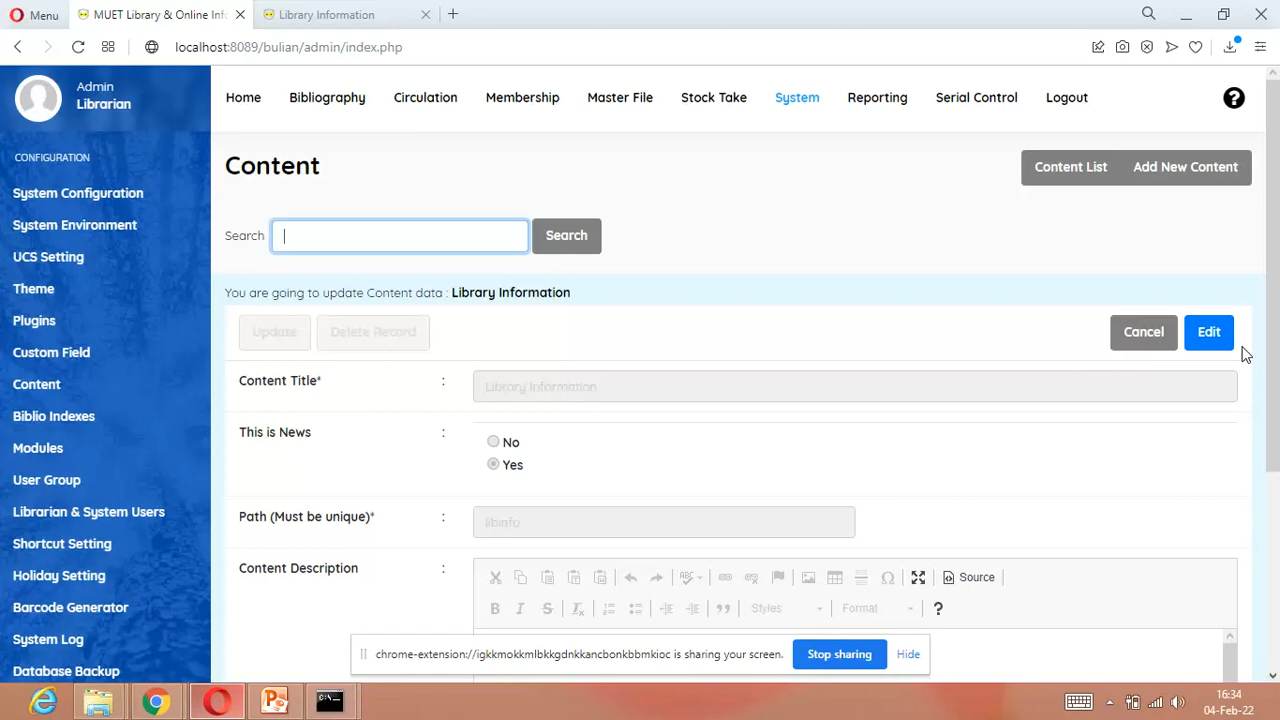 Menu
MUET Library & Online Inf
Library Information
localhost:8089/bulian/admin/index.php
Admin
Librarian
Home
Bibliography
Circulation
Membership
Master File
Stock Take
System
Reporting
Serial Control
Logout
CONFIGURATION
System Configuration
System Environment
UCS Setting
Theme
Plugins
Custom Field
Content
Biblio Indexes
Modules
User Group
Librarian & System Users
Shortcut Setting
Holiday Setting
Barcode Generator
System Log
Database Backup
Content
Content List
Add New Content
Search
Search
You are going to update Content data : Library Information
Update
Delete Record
Cancel
Edit
Content Title* : Library Information
This is News :
No
Yes
Path (Must be unique)* : libinfo
Content Description :
ABC
Source
B I S Tx
Styles
Format
?
chrome-extension://igkkmokkmlbkkgdnkkancbonkbbmkioc is sharing your screen.
Stop sharing
Hide
16:34
04-Feb-22